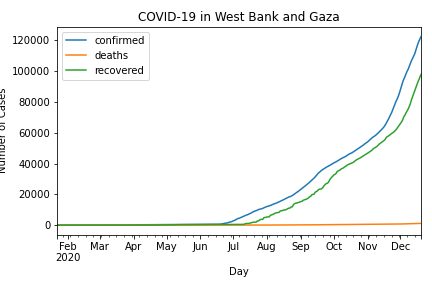 COVID-19 in West Bank and Gaza
confirmed
deaths
recovered
120000
100000
80000
60000
40000
20000
0
Number of Cases
Feb Mar Apr May Jun Jul Aug Sep Oct Nov Dec
2020
Day